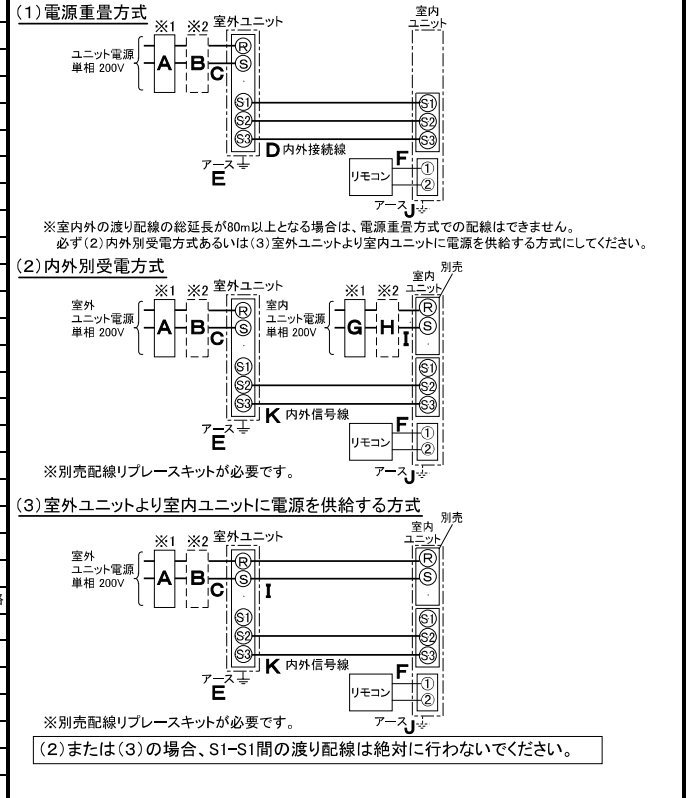 (1)電源重畳方式
※1 ※2 室外ユニット
室内
ユニット
ユニット電源
単相 200V
A B C
R
S
S1 S1
S2 S2
S3 S3
D 内外接続線
アース
E
リモコン
F
①
②
アース J
※室内外の渡り配線の総延長が80m以上となる場合は、電源重畳方式での配線はできません。
必ず(2)内外別受電方式あるいは(3)室外ユニットより室内ユニットに電源を供給する方式にしてください。
(2)内外別受電方式
※1 ※2 室外ユニット
※1 ※2 室内
ユニット
別売
室外
ユニット電源
単相 200V
A B C
R
S
室内
ユニット電源
単相 200V
G H I
R
S
S1 S1
S2 S2
S3 S3
K 内外信号線
アース
E
リモコン
F
①
②
アース J
※別売配線リプレースキットが必要です。
(3)室外ユニットより室内ユニットに電源を供給する方式
※1 ※2 室外ユニット
室内
ユニット
別売
室外
ユニット電源
単相 200V
A B C
R R
S I S
S1 S1
S2 S2
S3 S3
K 内外信号線
アース
E
リモコン
F
①
②
アース J
※別売配線リプレースキットが必要です。
(2)または(3)の場合、S1-S1間の渡り配線は絶対に行わないでください。